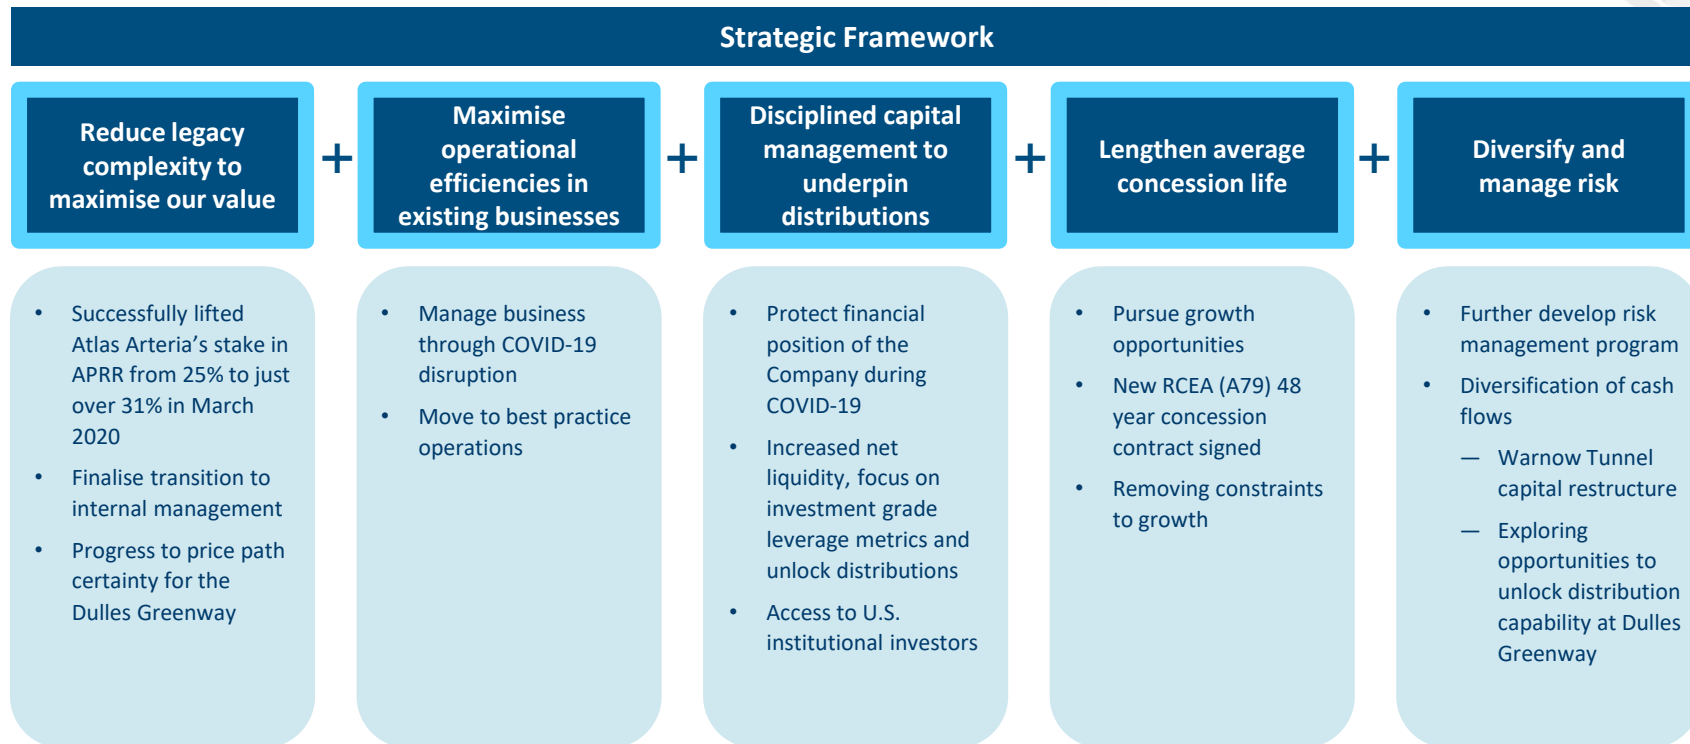 Strategic Framework
Reduce legacy
complexity to
maximise our value
+
Maximise
operational
efficiencies in
existing businesses
+
Disciplined capital
management to
underpin
distributions
+
Lengthen average
concession life
+
Diversify and
manage risk
• Successfully lifted
Atlas Arteria's stake in
APRR from 25% to just
over 31% in March
2020
• Finalise transition to
internal management
• Progress to price path
certainty for the
Dulles Greenway
• Manage business
through COVID-19
disruption
• Move to best practice
operations
• Protect financial
position of the
Company during
COVID-19
• Increased net
liquidity, focus on
investment grade
leverage metrics and
unlock distributions
• Access to U.S.
institutional investors
• Pursue growth
opportunities
• New RCEA (A79) 48
year concession
contract signed
• Removing constraints
to growth
• Further develop risk
management program
• Diversification of cash
flows
— Warnow Tunnel
capital restructure
— Exploring
opportunities to
unlock distribution
capability at Dulles
Greenway